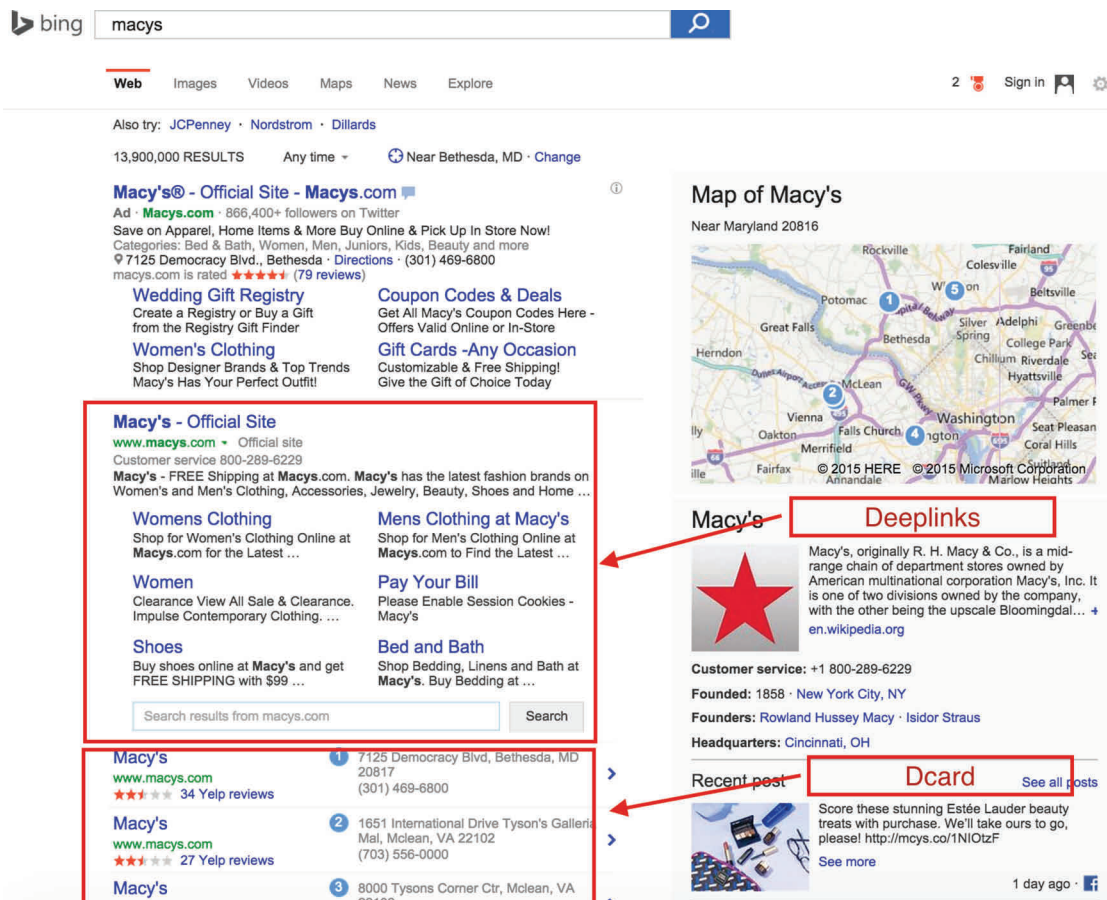 bing
macys
Web Images Videos Maps News Explore
2 Sign in
Also try: JCPenney · Nordstrom · Dillards
13,900,000 RESULTS Any time Near Bethesda, MD · Change
Macy's® - Official Site - Macys.com
Ad · Macys.com · 866,400+ followers on Twitter
Save on Apparel, Home Items & More Buy Online & Pick Up In Store Now!
Categories: Bed & Bath, Women, Men, Juniors, Kids, Beauty and more
7125 Democracy Blvd., Bethesda · Directions · (301) 469-6800
macys.com is rated (79 reviews)
Wedding Gift Registry
Create a Registry or Buy a Gift
from the Registry Gift Finder
Coupon Codes & Deals
Get All Macy's Coupon Codes Here -
Offers Valid Online or In-Store
Women's Clothing
Shop Designer Brands & Top Trends
Macy's Has Your Perfect Outfit!
Gift Cards -Any Occasion
Customizable & Free Shipping!
Give the Gift of Choice Today
Macy's - Official Site
www.macys.com Official site
Customer service 800-289-6229
Macy's - FREE Shipping at Macys.com. Macy's has the latest fashion brands on
Women's and Men's Clothing, Accessories, Jewelry, Beauty, Shoes and Home ...
Womens Clothing
Shop for Women's Clothing Online at
Macys.com for the Latest ...
Mens Clothing at Macy's
Shop for Men's Clothing Online at
Macys.com to Find the Latest ...
Women
Clearance View All Sale & Clearance.
Impulse Contemporary Clothing. ...
Pay Your Bill
Please Enable Session Cookies -
Macy's
Shoes
Buy shoes online at Macy's and get
FREE SHIPPING with $99 ...
Bed and Bath
Shop Bedding, Linens and Bath at
Macy's. Buy Bedding at ...
Search results from macys.com
Search
Macy's
www.macys.com
34 Yelp reviews
1 7125 Democracy Blvd, Bethesda, MD
20817
(301) 469-6800
Macy's
www.macys.com
27 Yelp reviews
2 1651 International Drive Tyson's Galleria
Mal, Mclean, VA 22102
(703) 556-0000
Macy's
3 8000 Tysons Corner Ctr, Mclean, VA
Map of Macy's
Near Maryland 20816
Rockville
Fairland
Colesville
95
Beltsville
Potomac
1
5
Great Falls
Silver
Spring
Adelphi
Bethesda
College Park
Chillum
Riverdale
Herndon
Hyattsville
McLean
2
Vienna
Washington
Oakton
Falls Church
4
Seat Pleasan
Merrifield
Coral Hills
66
Fairfax
© 2015 HERE © 2015 Microsoft Corporation
Annandale
Marlow Heights
Macy's
Deeplinks
Macy's, originally R. H. Macy & Co., is a mid-
range chain of department stores owned by
American multinational corporation Macy's, Inc. It
is one of two divisions owned by the company,
with the other being the upscale Bloomingdal... +
en.wikipedia.org
Customer service: +1 800-289-6229
Founded: 1858 · New York City, NY
Founders: Rowland Hussey Macy · Isidor Straus
Headquarters: Cincinnati, OH
Recent post
Dcard
See all posts
Score these stunning Estée Lauder beauty
treats with purchase. We'll take ours to go,
please! http://mcys.co/1NIOtzF
See more
1 day ago ·